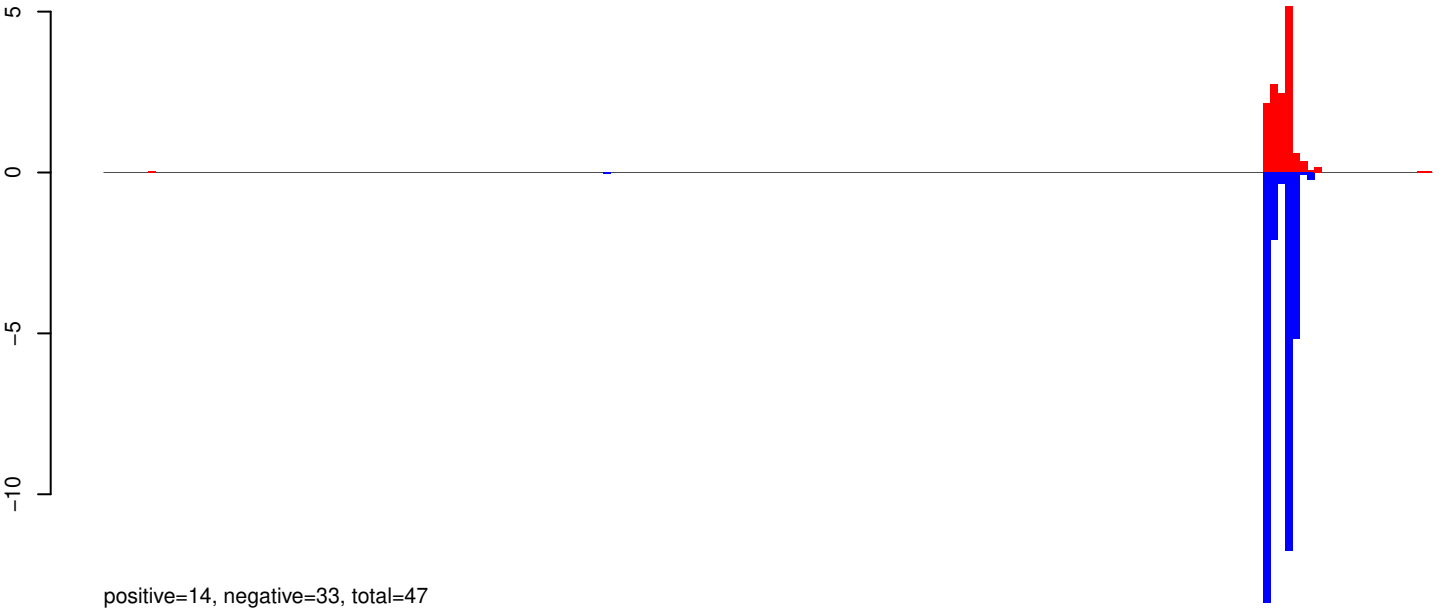 5
0
−5
−10
positive=14, negative=33, total=47